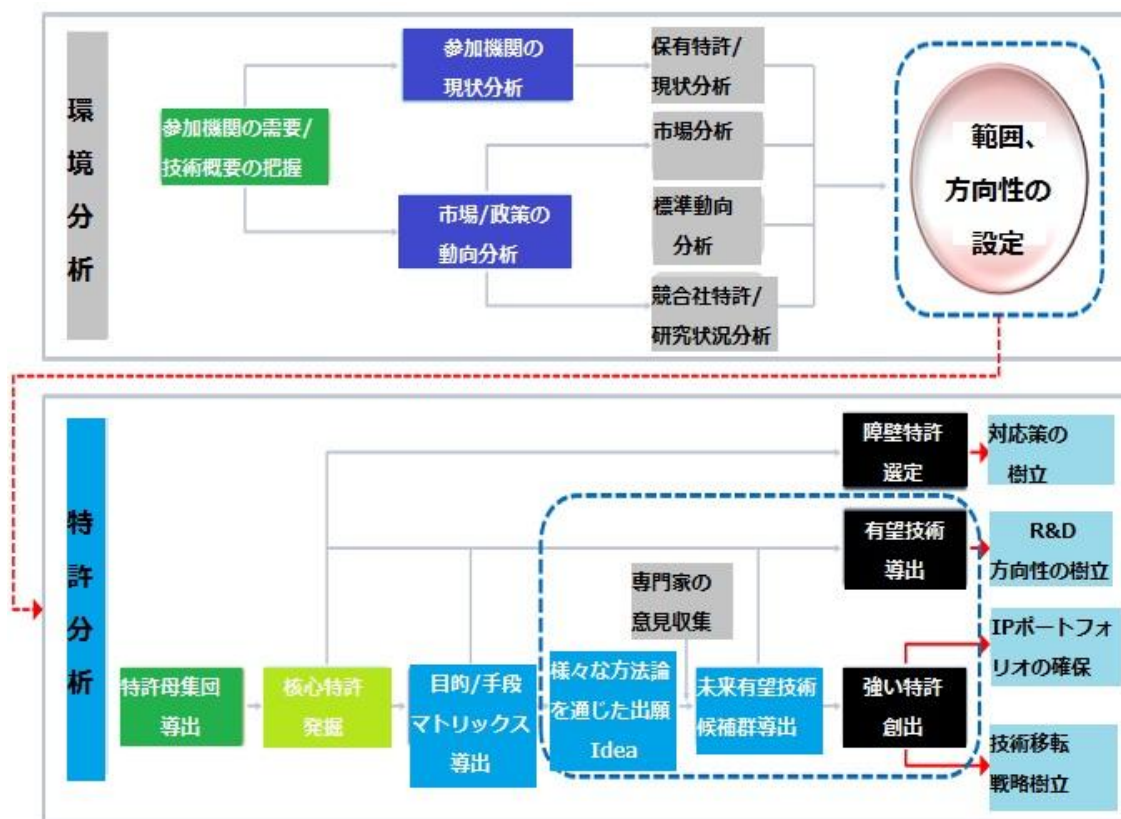 環
境
分
析
参加機関の需要/
技術概要の把握
参加機関の
現状分析
市場/政策の
動向分析
保有特許/
現状分析
市場分析
標準動向
分析
競合社特許/
研究状況分析
範囲、
方向性の
設定
特
許
分
析
特許母集団
導出
核心特許
発掘
目的/手段
マトリックス
導出
様々な方法論
を通じた出願
Idea
専門家の
意見収集
未来有望技術
候補群導出
障壁特許
選定
有望技術
導出
強い特許
創出
対応策の
樹立
R&D
方向性の樹立
IPポートフォ
リオの確保
技術移転
戦略樹立